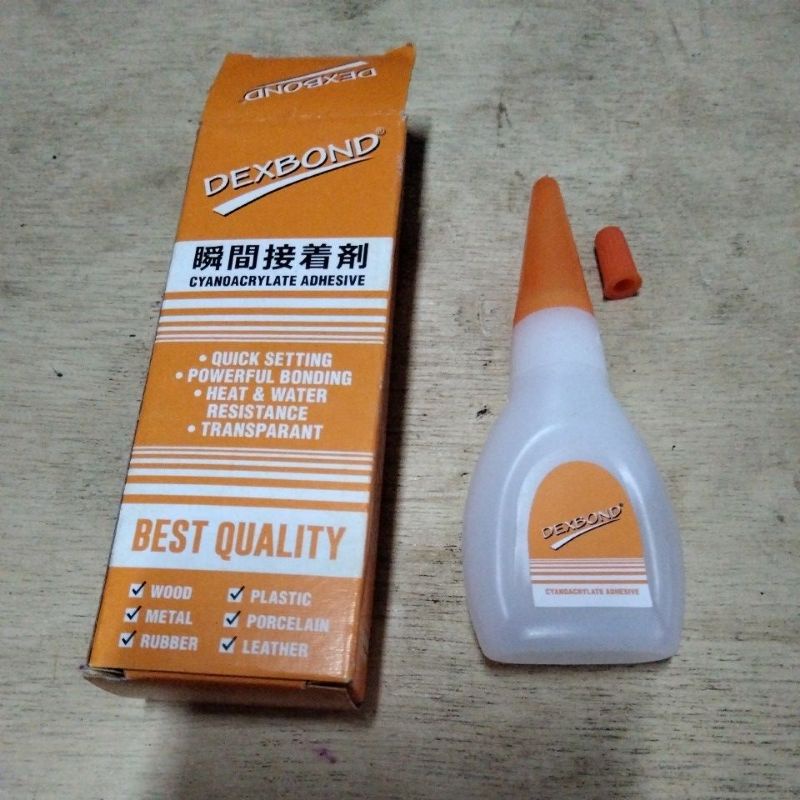 DEXBOND
DEXBOND®
瞬間接着剤
CYANOACRYLATE ADHESIVE
• QUICK SETTING
• POWERFUL BONDING
• HEAT & WATER
RESISTANCE
• TRANSPARANT
BEST QUALITY
WOOD
PLASTIC
METAL
PORCELAIN
RUBBER
LEATHER
DEXBOND®
CYANOACRYLATE ADHESIVE